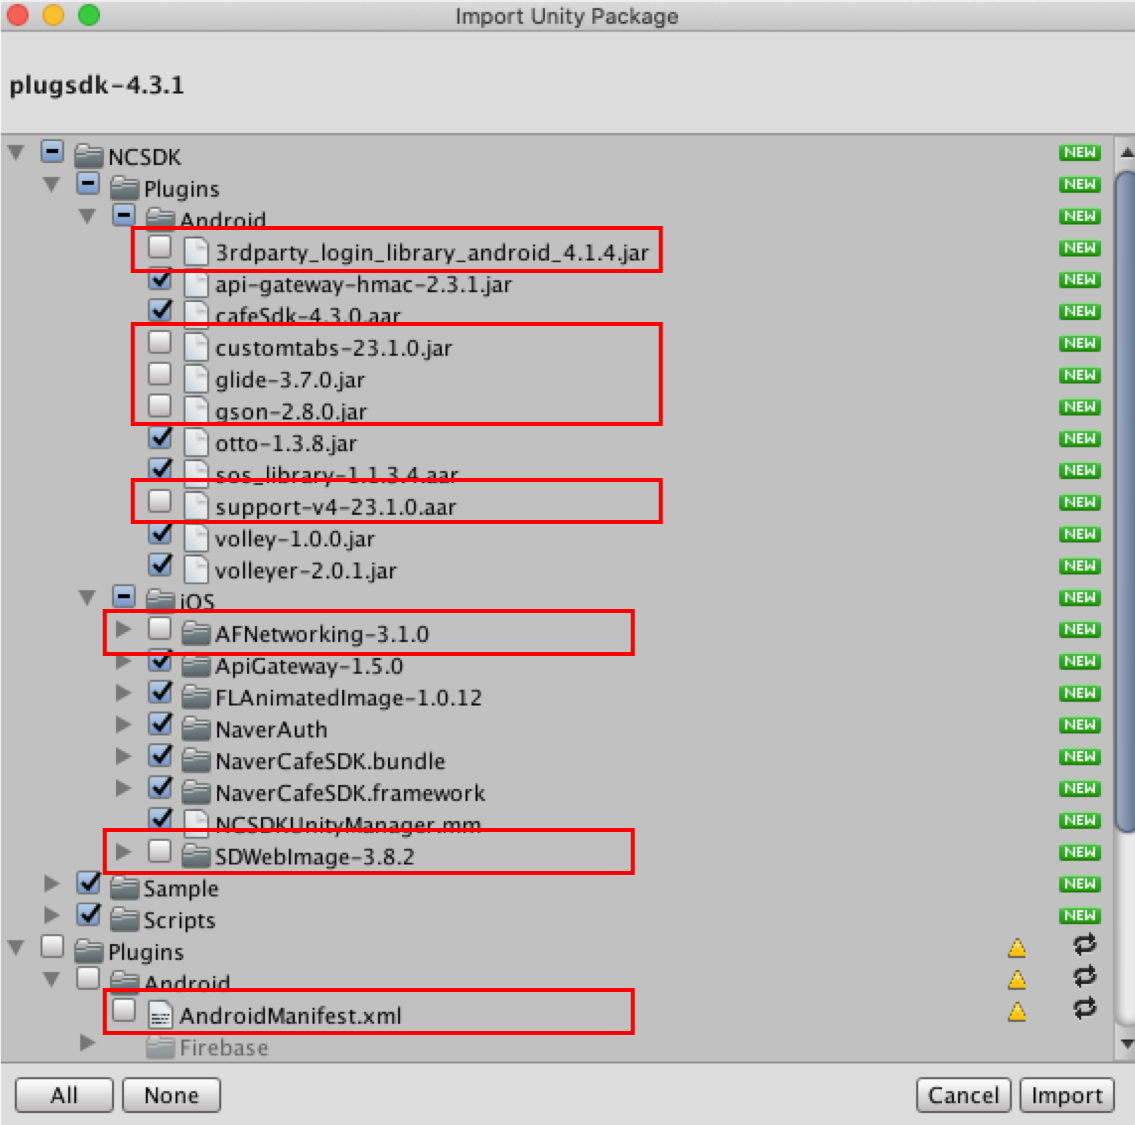 Import Unity Package
plugsdk-4.3.1
NCSDK NEW
Plugins NEW
Android NEW
3rdparty_login_library_android_4.1.4.jar NEW
api-gateway-hmac-2.3.1.jar NEW
cafeSdk-4.3.0.aar NEW
customtabs-23.1.0.jar NEW
glide-3.7.0.jar NEW
gson-2.8.0.jar NEW
otto-1.3.8.jar NEW
sos_library-1.1.3.4.aar NEW
support-v4-23.1.0.aar NEW
volley-1.0.0.jar NEW
volleyer-2.0.1.jar NEW
iOS NEW
AFNetworking-3.1.0 NEW
ApiGateway-1.5.0 NEW
FLAnimatedImage-1.0.12 NEW
NaverAuth NEW
NaverCafeSDK.bundle NEW
NaverCafeSDK.framework NEW
NCSDKUnityManager.mm NEW
SDWebImage-3.8.2 NEW
Sample NEW
Scripts NEW
Plugins
Android
AndroidManifest.xml
Firebase
All None Cancel Import